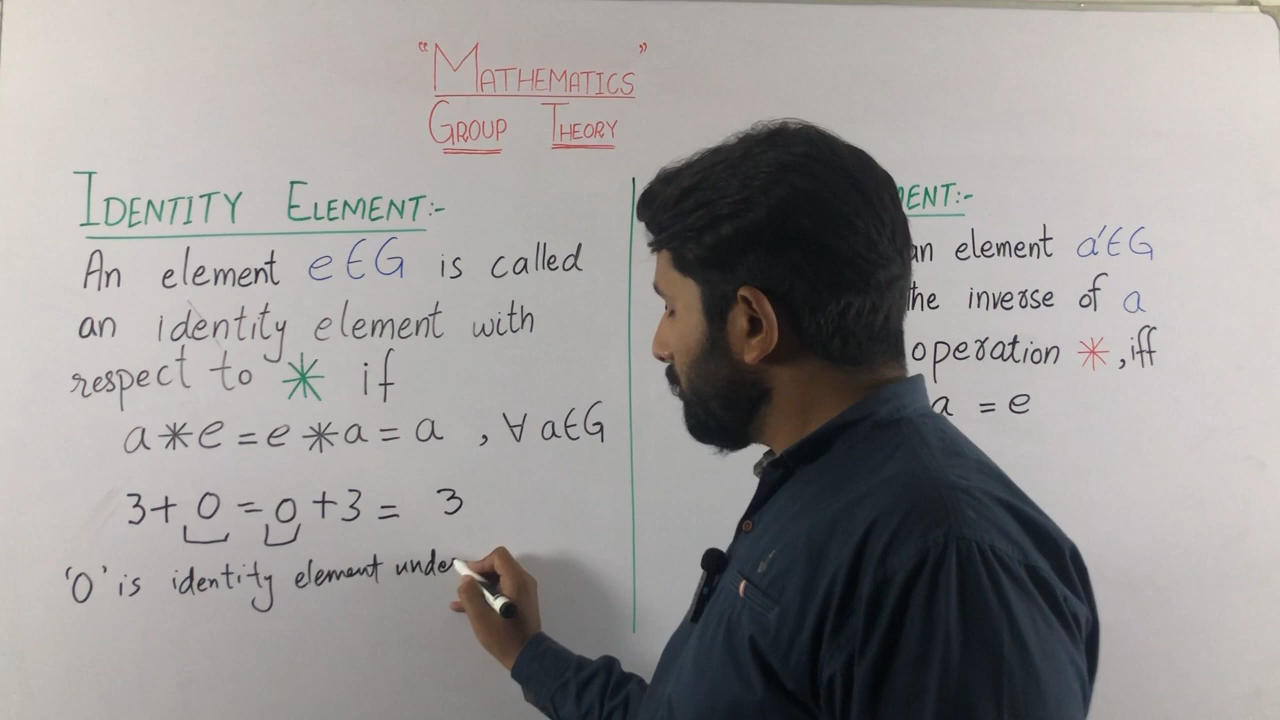 "MATHEMATICS"
GROUP THEORY
IDENTITY ELEMENT:-
An element e∈G is called
an identity element with
respect to * if
a*e=e*a=a , ∀ a∈G
3+0=0+3= 3
'0' is identity element unde
ENT:-
an element a'∈G
the inverse of a
operation *, iff
a = e